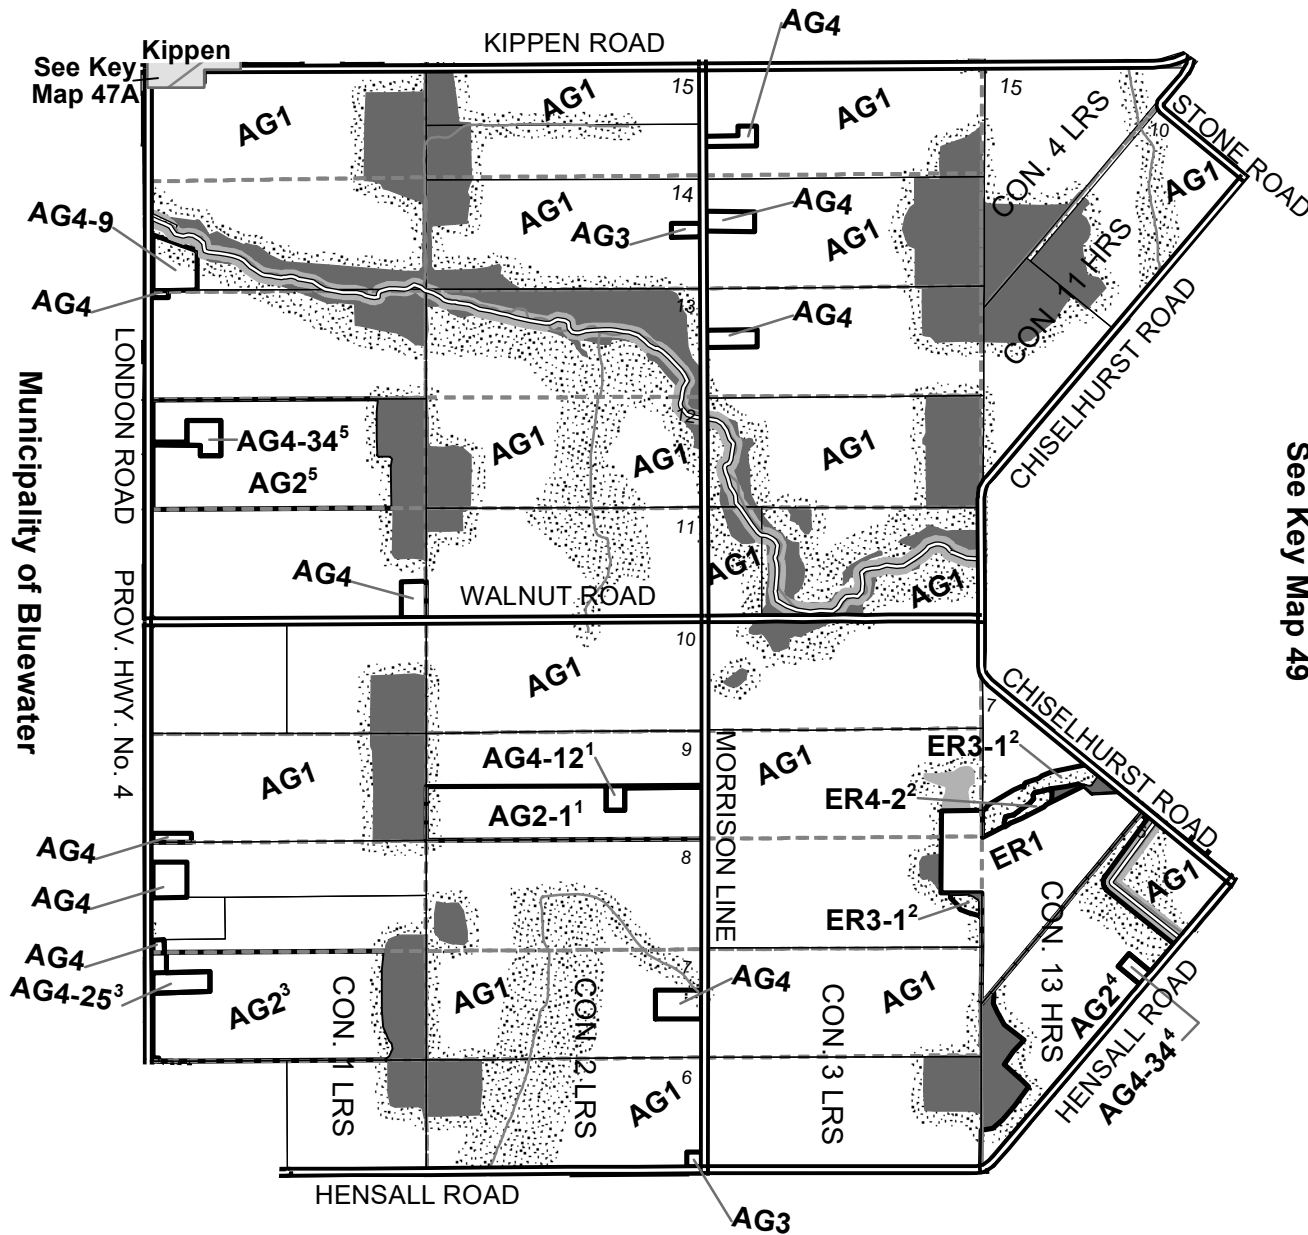 AG4
KIPPEN ROAD
Kippen
See Key
Map 47A
15
AG1
AG1
AG1
15
CON. 4 LRS
10
STONE ROAD
AG1
14
AG4
AG1
AG3
AG1
AG4-9
CON. 11 HRS
AG4
13
AG4
CHISELHURST ROAD
LONDON ROAD
Municipality of Bluewater
See Key Map 49
12
AG4-34⁵
AG1
AG1
AG1
AG2⁵
11
AG4
WALNUT ROAD
AG1
AG1
PROV. HWY. No. 4
10
AG1
7
CHISELHURST ROAD
9
MORRISON LINE
AG4-12¹
AG1
ER3-1²
AG1
ER4-2²
AG2-1¹
AG4
8
ER1
AG1
AG4
CON. 13 HRS
ER3-1²
AG4
7
AG4
AG4-25³
AG2³
CON. 1 LRS
AG1
CON. 2 LRS
CON. 3 LRS
AG1
AG2⁴
HENSALL ROAD
AG4-34⁴
AG1
6
HENSALL ROAD
AG3